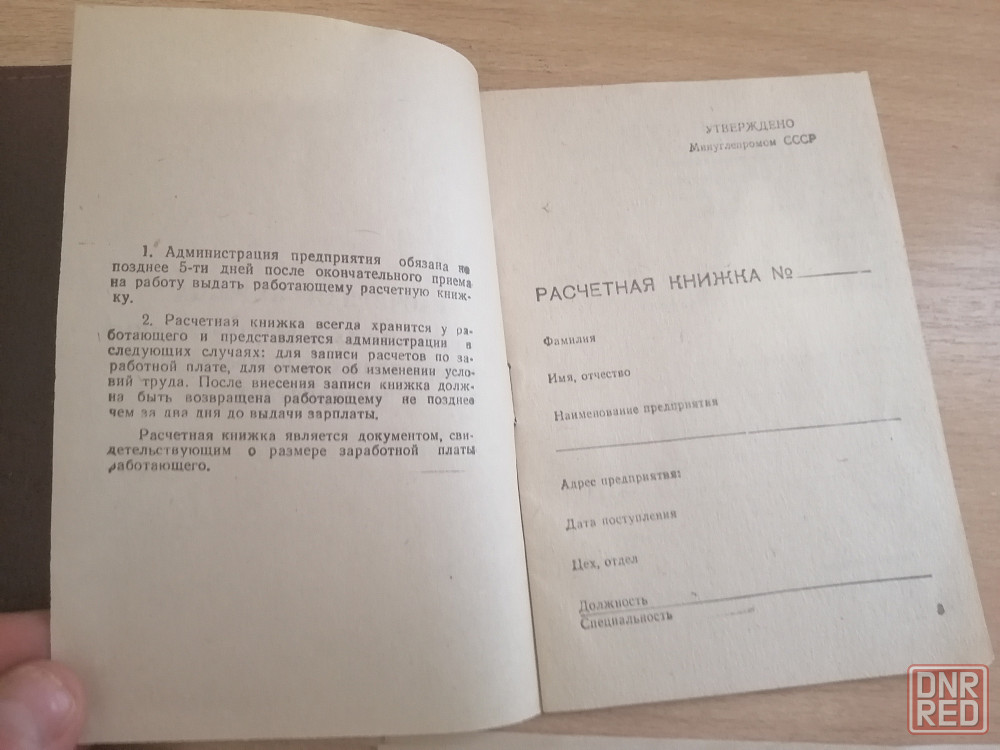 1. Администрация предприятия обязана не
позднее 5-ти дней после окончательного приема
на работу выдать работающему расчетную книж-
ку.
2. Расчетная книжка всегда хранится у ра-
ботающего и представляется администрации в
следующих случаях: для записи расчетов по за-
работной плате, для отметок об изменении усло-
вий труда. После внесения записи книжка долж-
на быть возвращена работающему не позднее
чем за два дня до выдачи зарплаты.
Расчетная книжка является документом, сви-
детельствующим о размере заработной платы
работающего.
УТВЕРЖДЕНО
Минуглепромом СССР
РАСЧЕТНАЯ КНИЖКА №
Фамилия
Имя, отчество
Наименование предприятия
Адрес предприятия:
Дата поступления
Цех, отдел
Должность
Специальность
3
DNR
RED